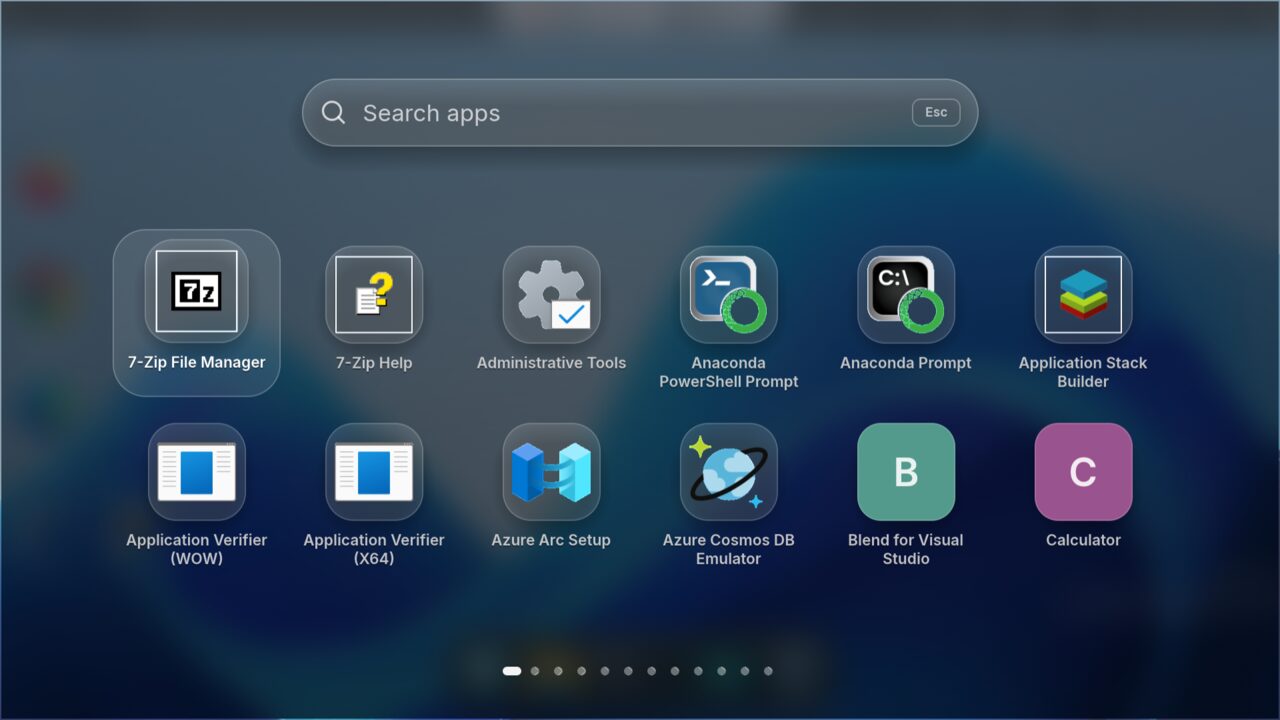 Search apps
Esc
7z
7-Zip File Manager
?
7-Zip Help
Administrative Tools
>_
Anaconda
PowerShell Prompt
C:\
Anaconda Prompt
Application Stack
Builder
Application Verifier
(WOW)
Application Verifier
(X64)
Azure Arc Setup
Azure Cosmos DB
Emulator
B
Blend for Visual
Studio
C
Calculator